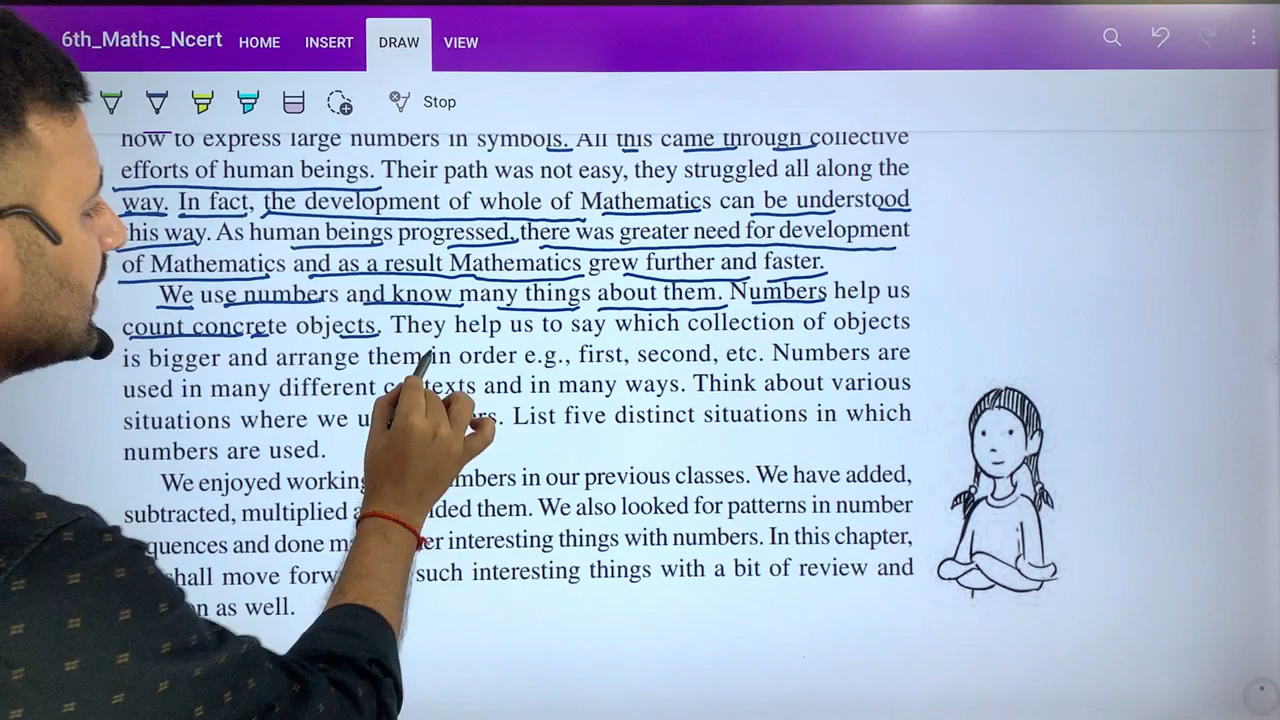 6th_Maths_Ncert HOME INSERT DRAW VIEW
Stop
how to express large numbers in symbols. All this came through collective
efforts of human beings. Their path was not easy, they struggled all along the
way. In fact, the development of whole of Mathematics can be understood
his way. As human beings progressed, there was greater need for development
of Mathematics and as a result Mathematics grew further and faster.
We use numbers and know many things about them. Numbers help us
count concrete objects. They help us to say which collection of objects
is bigger and arrange them in order e.g., first, second, etc. Numbers are
used in many different and in many ways. Think about various
situations where we List five distinct situations in which
numbers are used.
We enjoyed working in our previous classes. We have added,
subtracted, multiplied them. We also looked for patterns in number
and done interesting things with numbers. In this chapter,
move such interesting things with a bit of review and
as well.